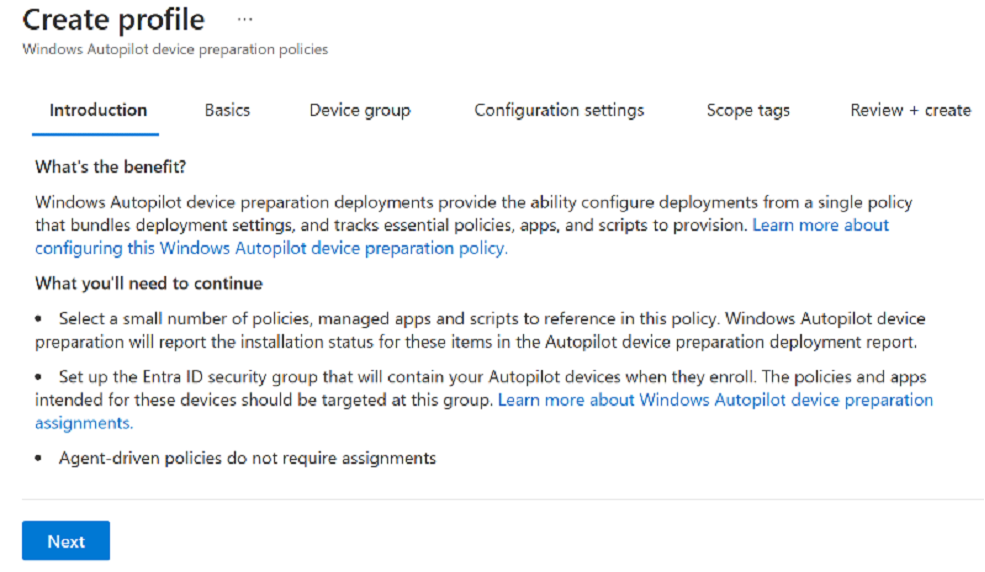 Create profile ...
Windows Autopilot device preparation policies
Introduction Basics Device group Configuration settings Scope tags Review + create
What's the benefit?
Windows Autopilot device preparation deployments provide the ability configure deployments from a single policy
that bundles deployment settings, and tracks essential policies, apps, and scripts to provision. Learn more about
configuring this Windows Autopilot device preparation policy.
What you'll need to continue
• Select a small number of policies, managed apps and scripts to reference in this policy. Windows Autopilot device
preparation will report the installation status for these items in the Autopilot device preparation deployment report.
• Set up the Entra ID security group that will contain your Autopilot devices when they enroll. The policies and apps
intended for these devices should be targeted at this group. Learn more about Windows Autopilot device preparation
assignments.
• Agent-driven policies do not require assignments
Next